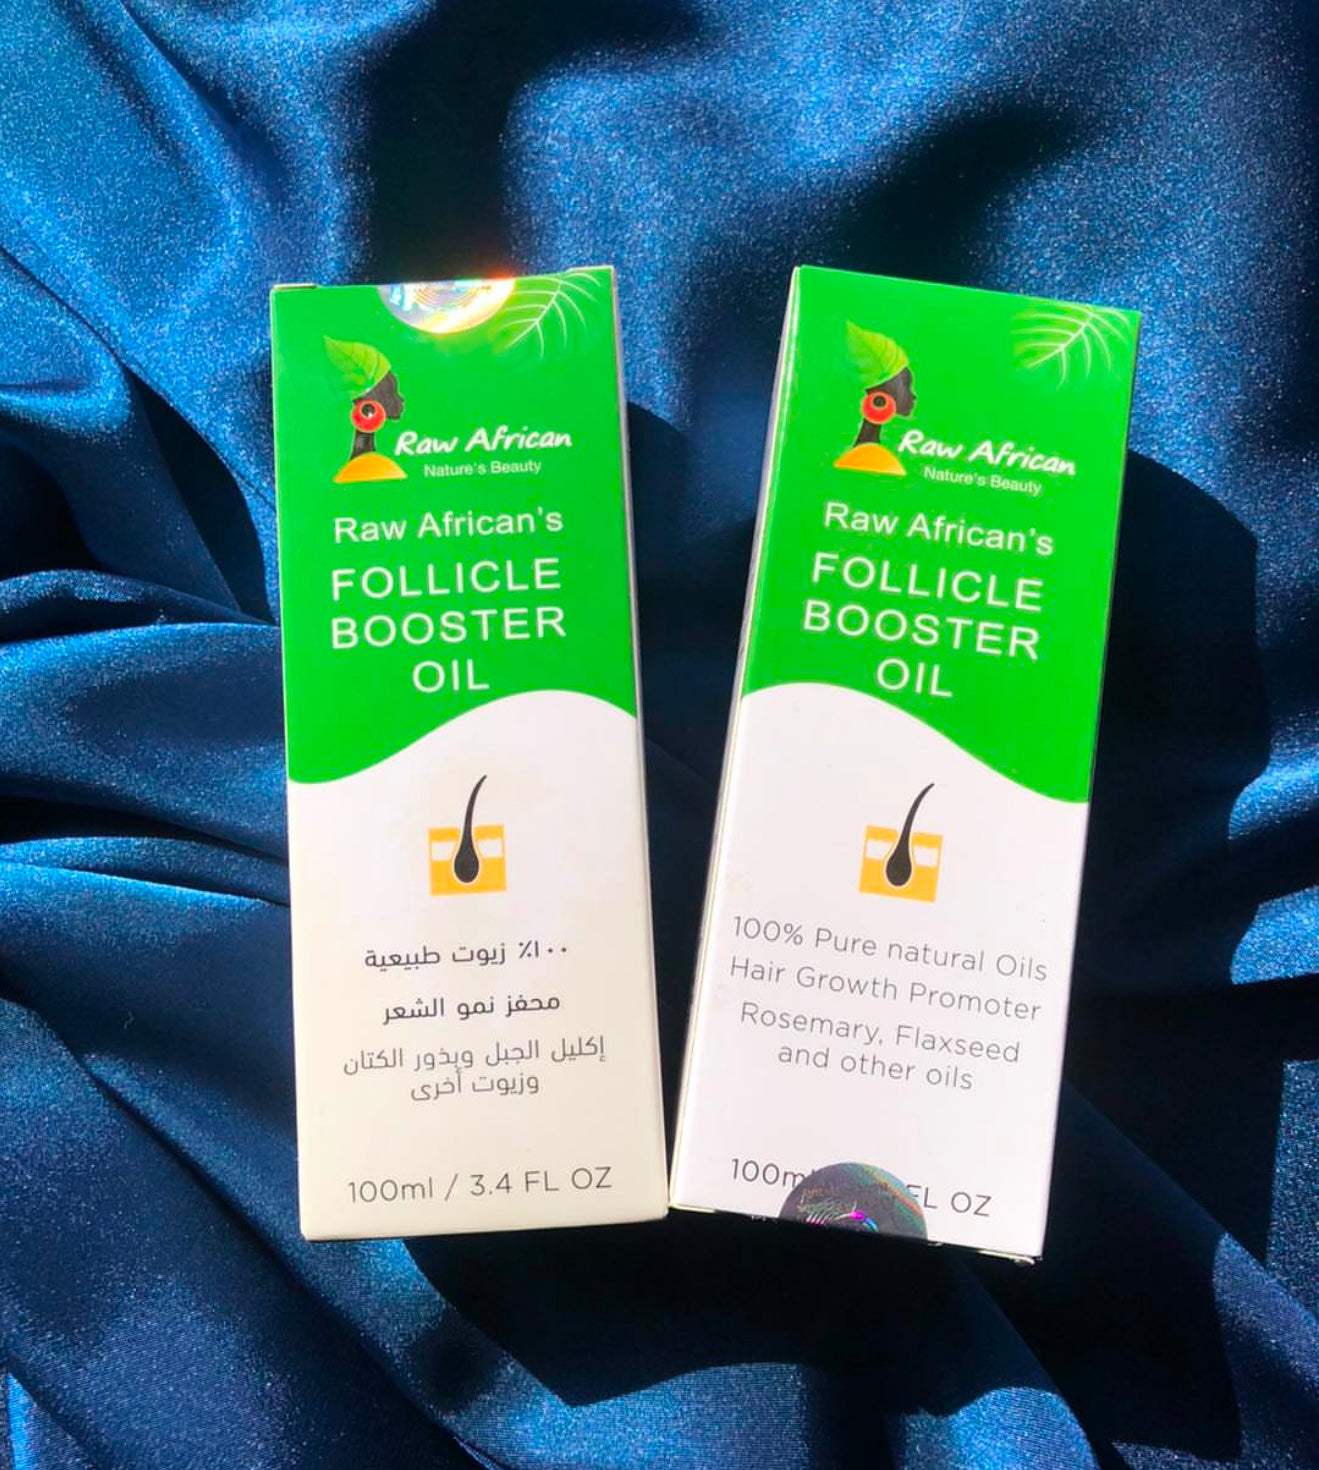 Raw African
Nature's Beauty
Raw African's
FOLLICLE
BOOSTER
OIL
١٠٠٪ زيوت طبيعية
محفز نمو الشعر
إكليل الجبل وبذور الكتان
وزيوت أخرى
100ml / 3.4 FL OZ
Raw African
Nature's Beauty
Raw African's
FOLLICLE
BOOSTER
OIL
100% Pure natural Oils
Hair Growth Promoter
Rosemary, Flaxseed
and other oils
OZ